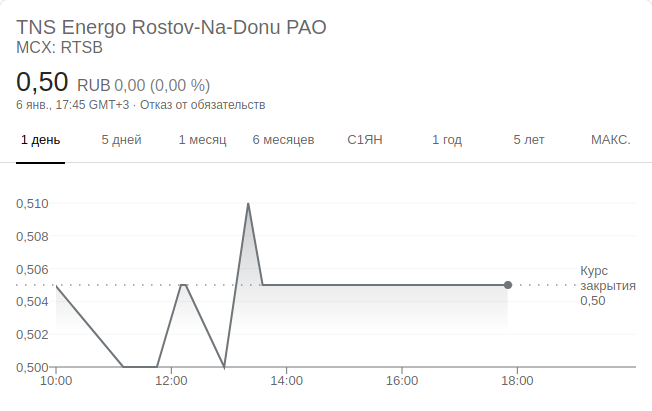 TNS Energo Rostov-Na-Donu PAO
MCX: RTSB
0,50 RUB 0,00 (0,00 %)
6 янв., 17:45 GMT+3 · Отказ от обязательств
1 день 5 дней 1 месяц 6 месяцев С1ЯН 1 год 5 лет МАКС.
0,510
0,508
0,506
0,504
0,502
0,500
Курс
закрытия
0,50
10:00 12:00 14:00 16:00 18:00